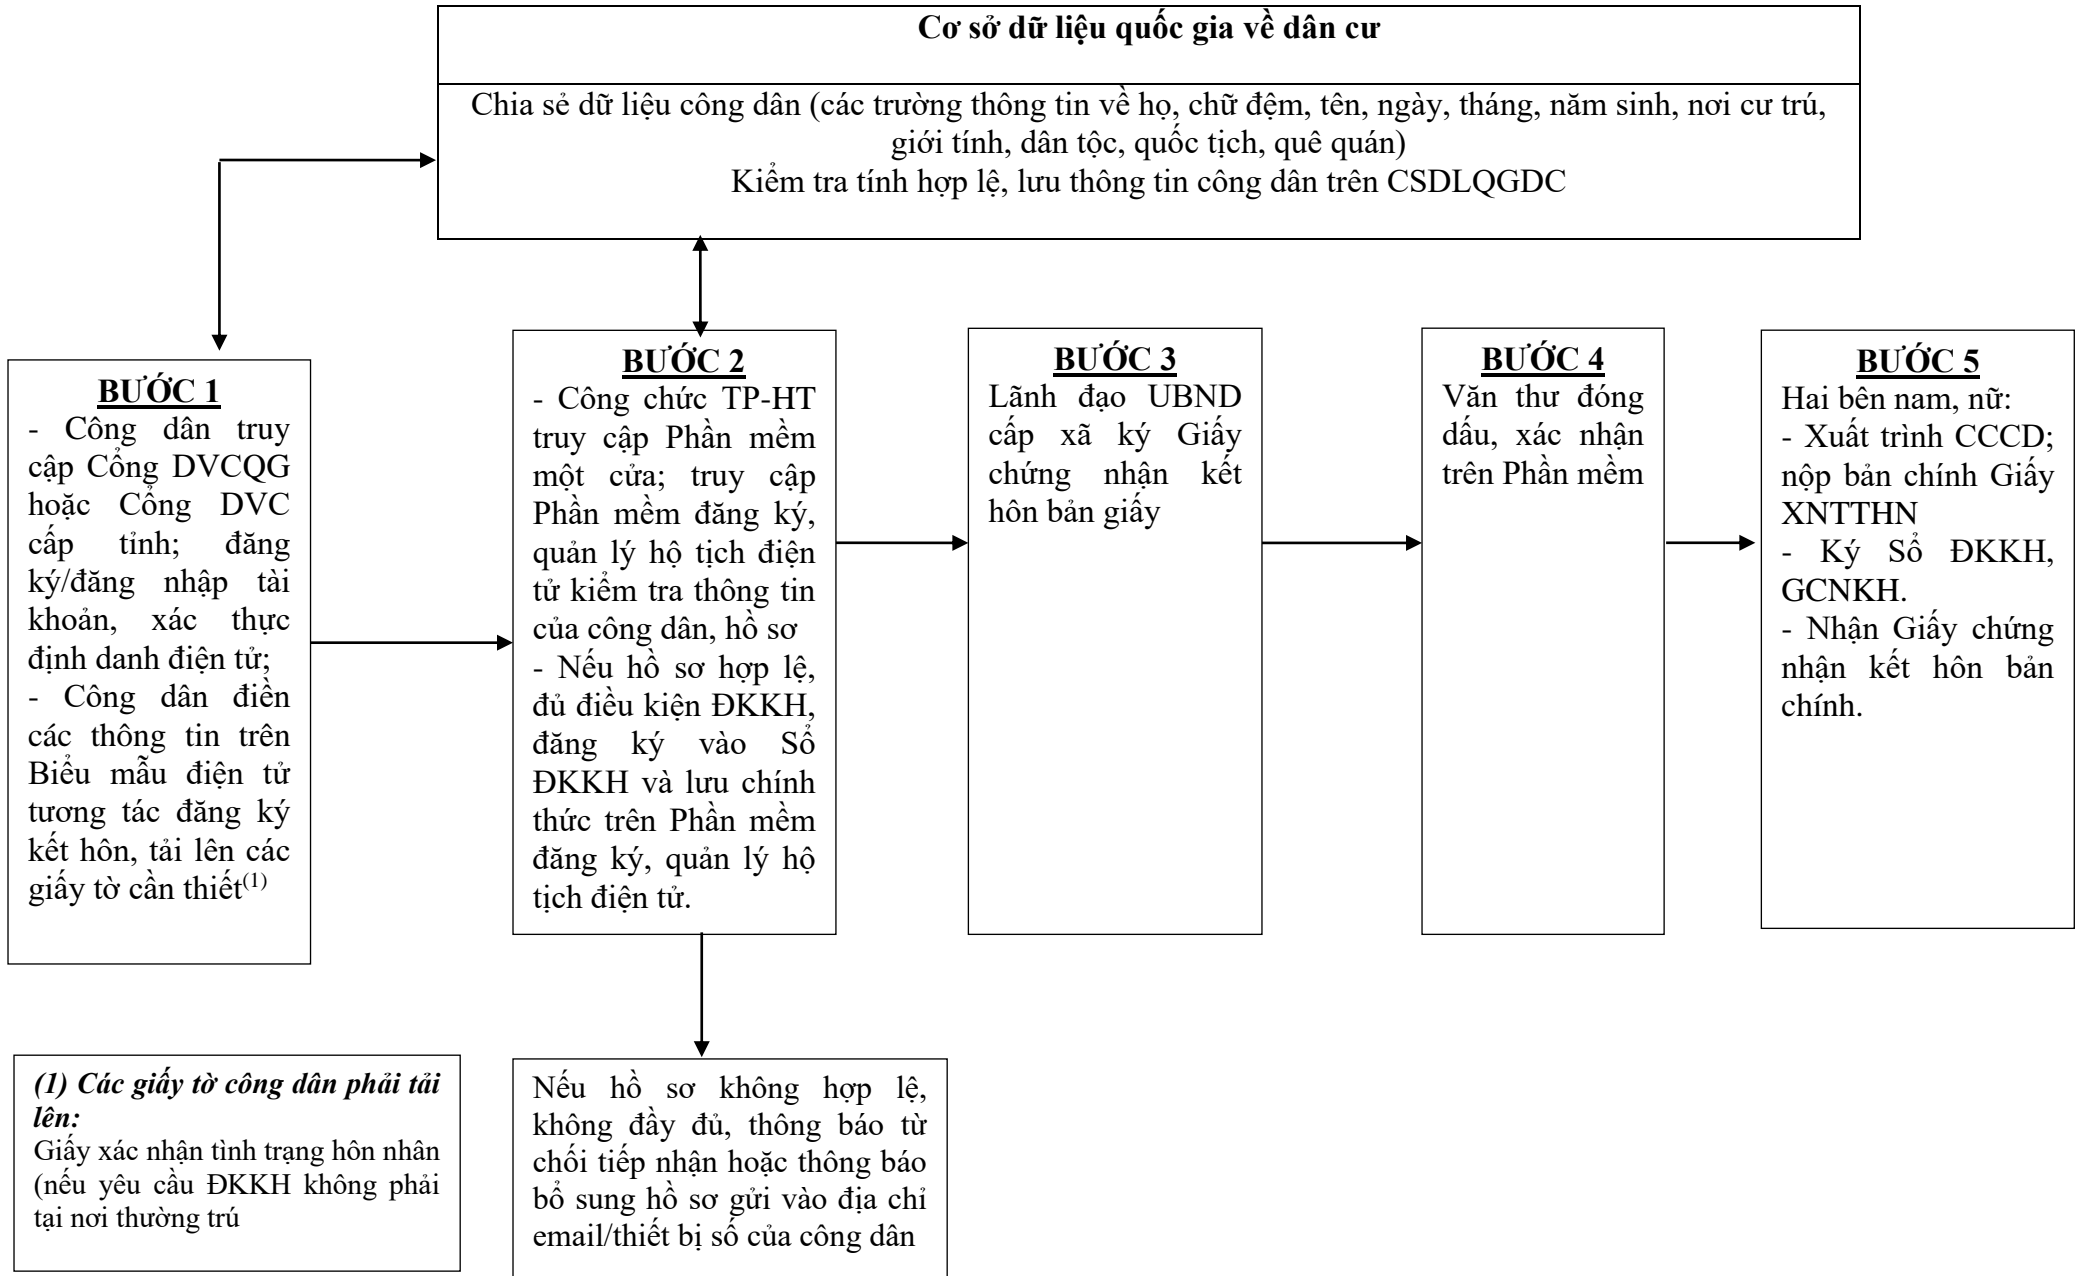 Cơ sở dữ liệu quốc gia về dân cư
Chia sẻ dữ liệu công dân (các trường thông tin về họ, chữ đệm, tên, ngày, tháng, năm sinh, nơi cư trú,
giới tính, dân tộc, quốc tịch, quê quán)
Kiểm tra tính hợp lệ, lưu thông tin công dân trên CSDLQGDC
BƯỚC 1
- Công dân truy
cập Cổng DVCQG
hoặc Cổng DVC
cấp tỉnh; đăng
ký/đăng nhập tài
khoản, xác thực
định danh điện tử;
- Công dân điền
các thông tin trên
Biểu mẫu điện tử
tương tác đăng ký
kết hôn, tải lên các
giấy tờ cần thiết(1)
BƯỚC 2
- Công chức TP-HT
truy cập Phần mềm
một cửa; truy cập
Phần mềm đăng ký,
quản lý hộ tịch điện
tử kiểm tra thông tin
của công dân, hồ sơ
- Nếu hồ sơ hợp lệ,
đủ điều kiện ĐKKH,
đăng ký vào Sổ
ĐKKH và lưu chính
thức trên Phần mềm
đăng ký, quản lý hộ
tịch điện tử.
BƯỚC 3
Lãnh đạo UBND
cấp xã ký Giấy
chứng nhận kết
hôn bản giấy
BƯỚC 4
Văn thư đóng
dấu, xác nhận
trên Phần mềm
BƯỚC 5
Hai bên nam, nữ:
- Xuất trình CCCD;
nộp bản chính Giấy
XNTTHN
- Ký Sổ ĐKKH,
GCNKH.
- Nhận Giấy chứng
nhận kết hôn bản
chính.
(1) Các giấy tờ công dân phải tải
lên:
Giấy xác nhận tình trạng hôn nhân
(nếu yêu cầu ĐKKH không phải
tại nơi thường trú
Nếu hồ sơ không hợp lệ,
không đầy đủ, thông báo từ
chối tiếp nhận hoặc thông báo
bổ sung hồ sơ gửi vào địa chỉ
email/thiết bị số của công dân